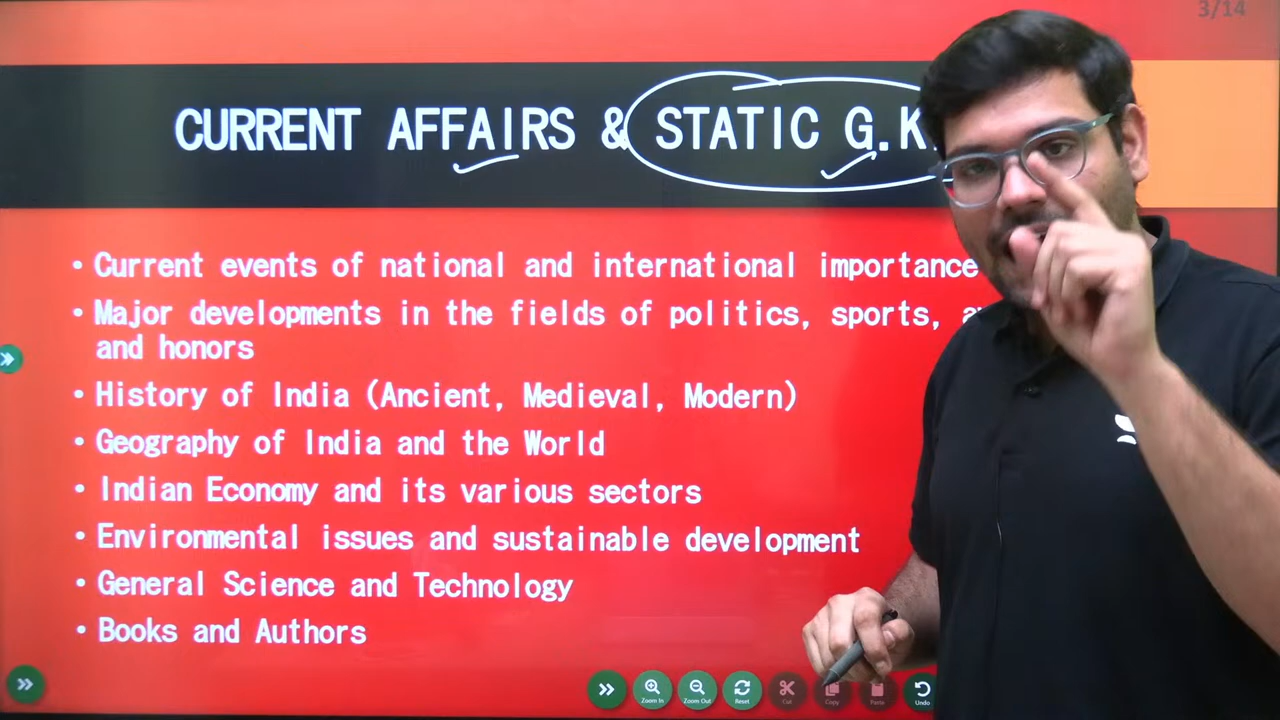 3/14
CURRENT AFFAIRS & STATIC G.K.
• Current events of national and international importance
• Major developments in the fields of politics, sports,
and honors
• History of India (Ancient, Medieval, Modern)
• Geography of India and the World
• Indian Economy and its various sectors
• Environmental issues and sustainable development
• General Science and Technology
• Books and Authors
Zoom In Zoom Out Reset Cut Copy Paste Undo